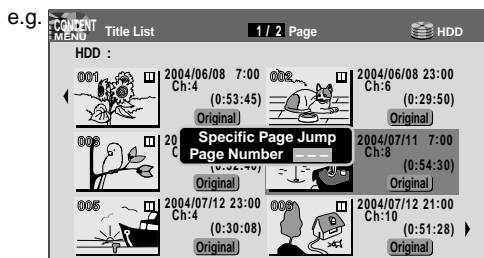 e.g.
CONTENT MENU Title List 1 / 2 Page HDD
HDD :
001 2004/06/08 7:00
Ch:4
(0:53:45)
Original
002 2004/06/08 23:00
Ch:6
(0:29:50)
Original
Specific Page Jump
Page Number _ _ _
003 20
C
Original
2004/07/11 7:00
Ch:8
(0:54:30)
Original
005 2004/07/12 23:00
Ch:4
(0:30:08)
Original
006 2004/07/12 21:00
Ch:10
(0:51:28)
Original